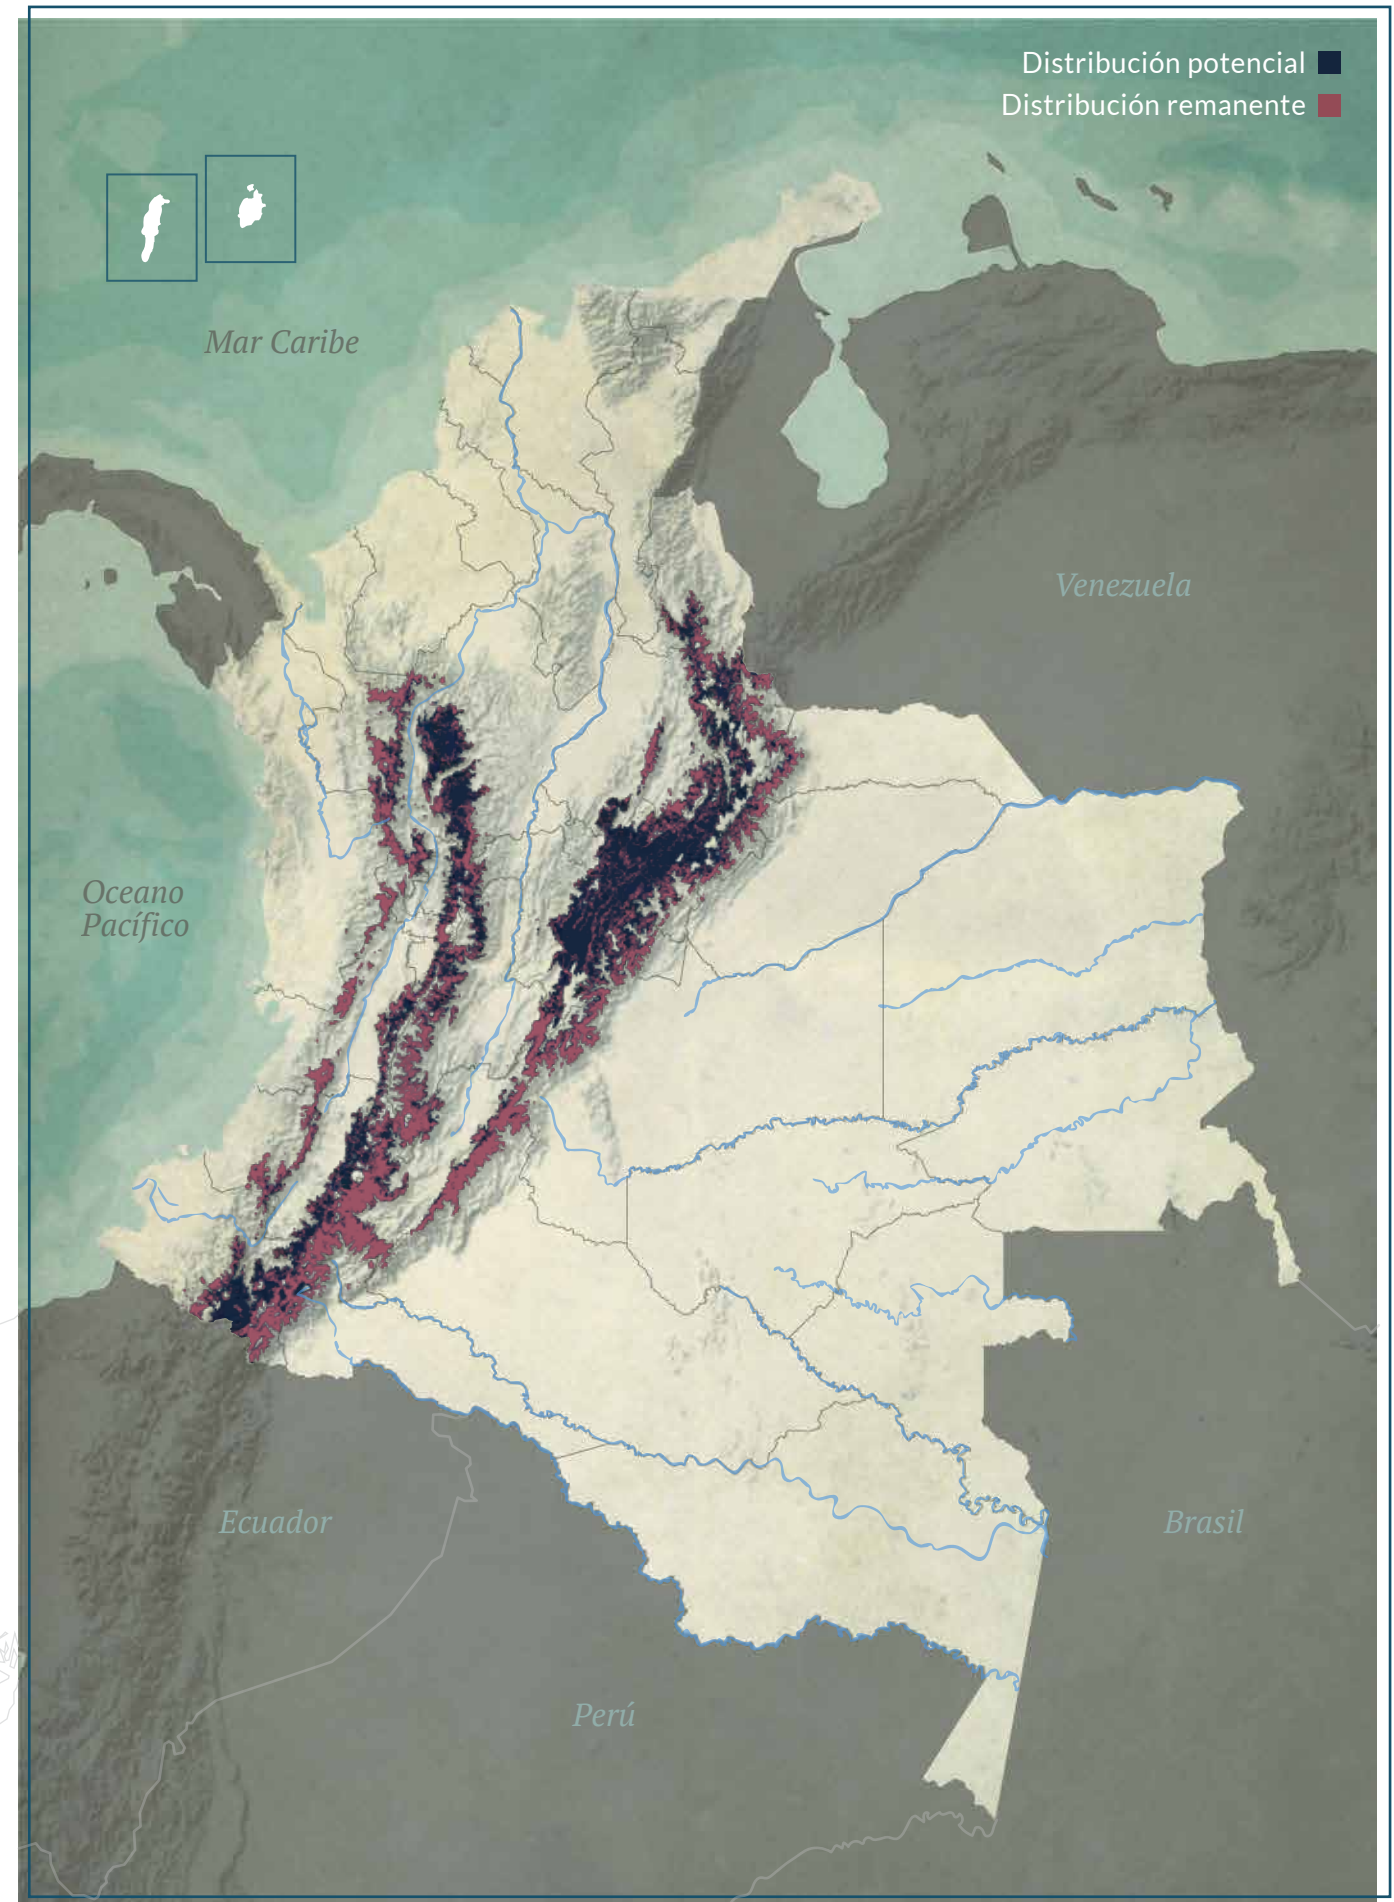 Distribución potencial
Distribución remanente
Mar Caribe
Venezuela
Oceano
Pacífico
Ecuador
Brasil
Perú